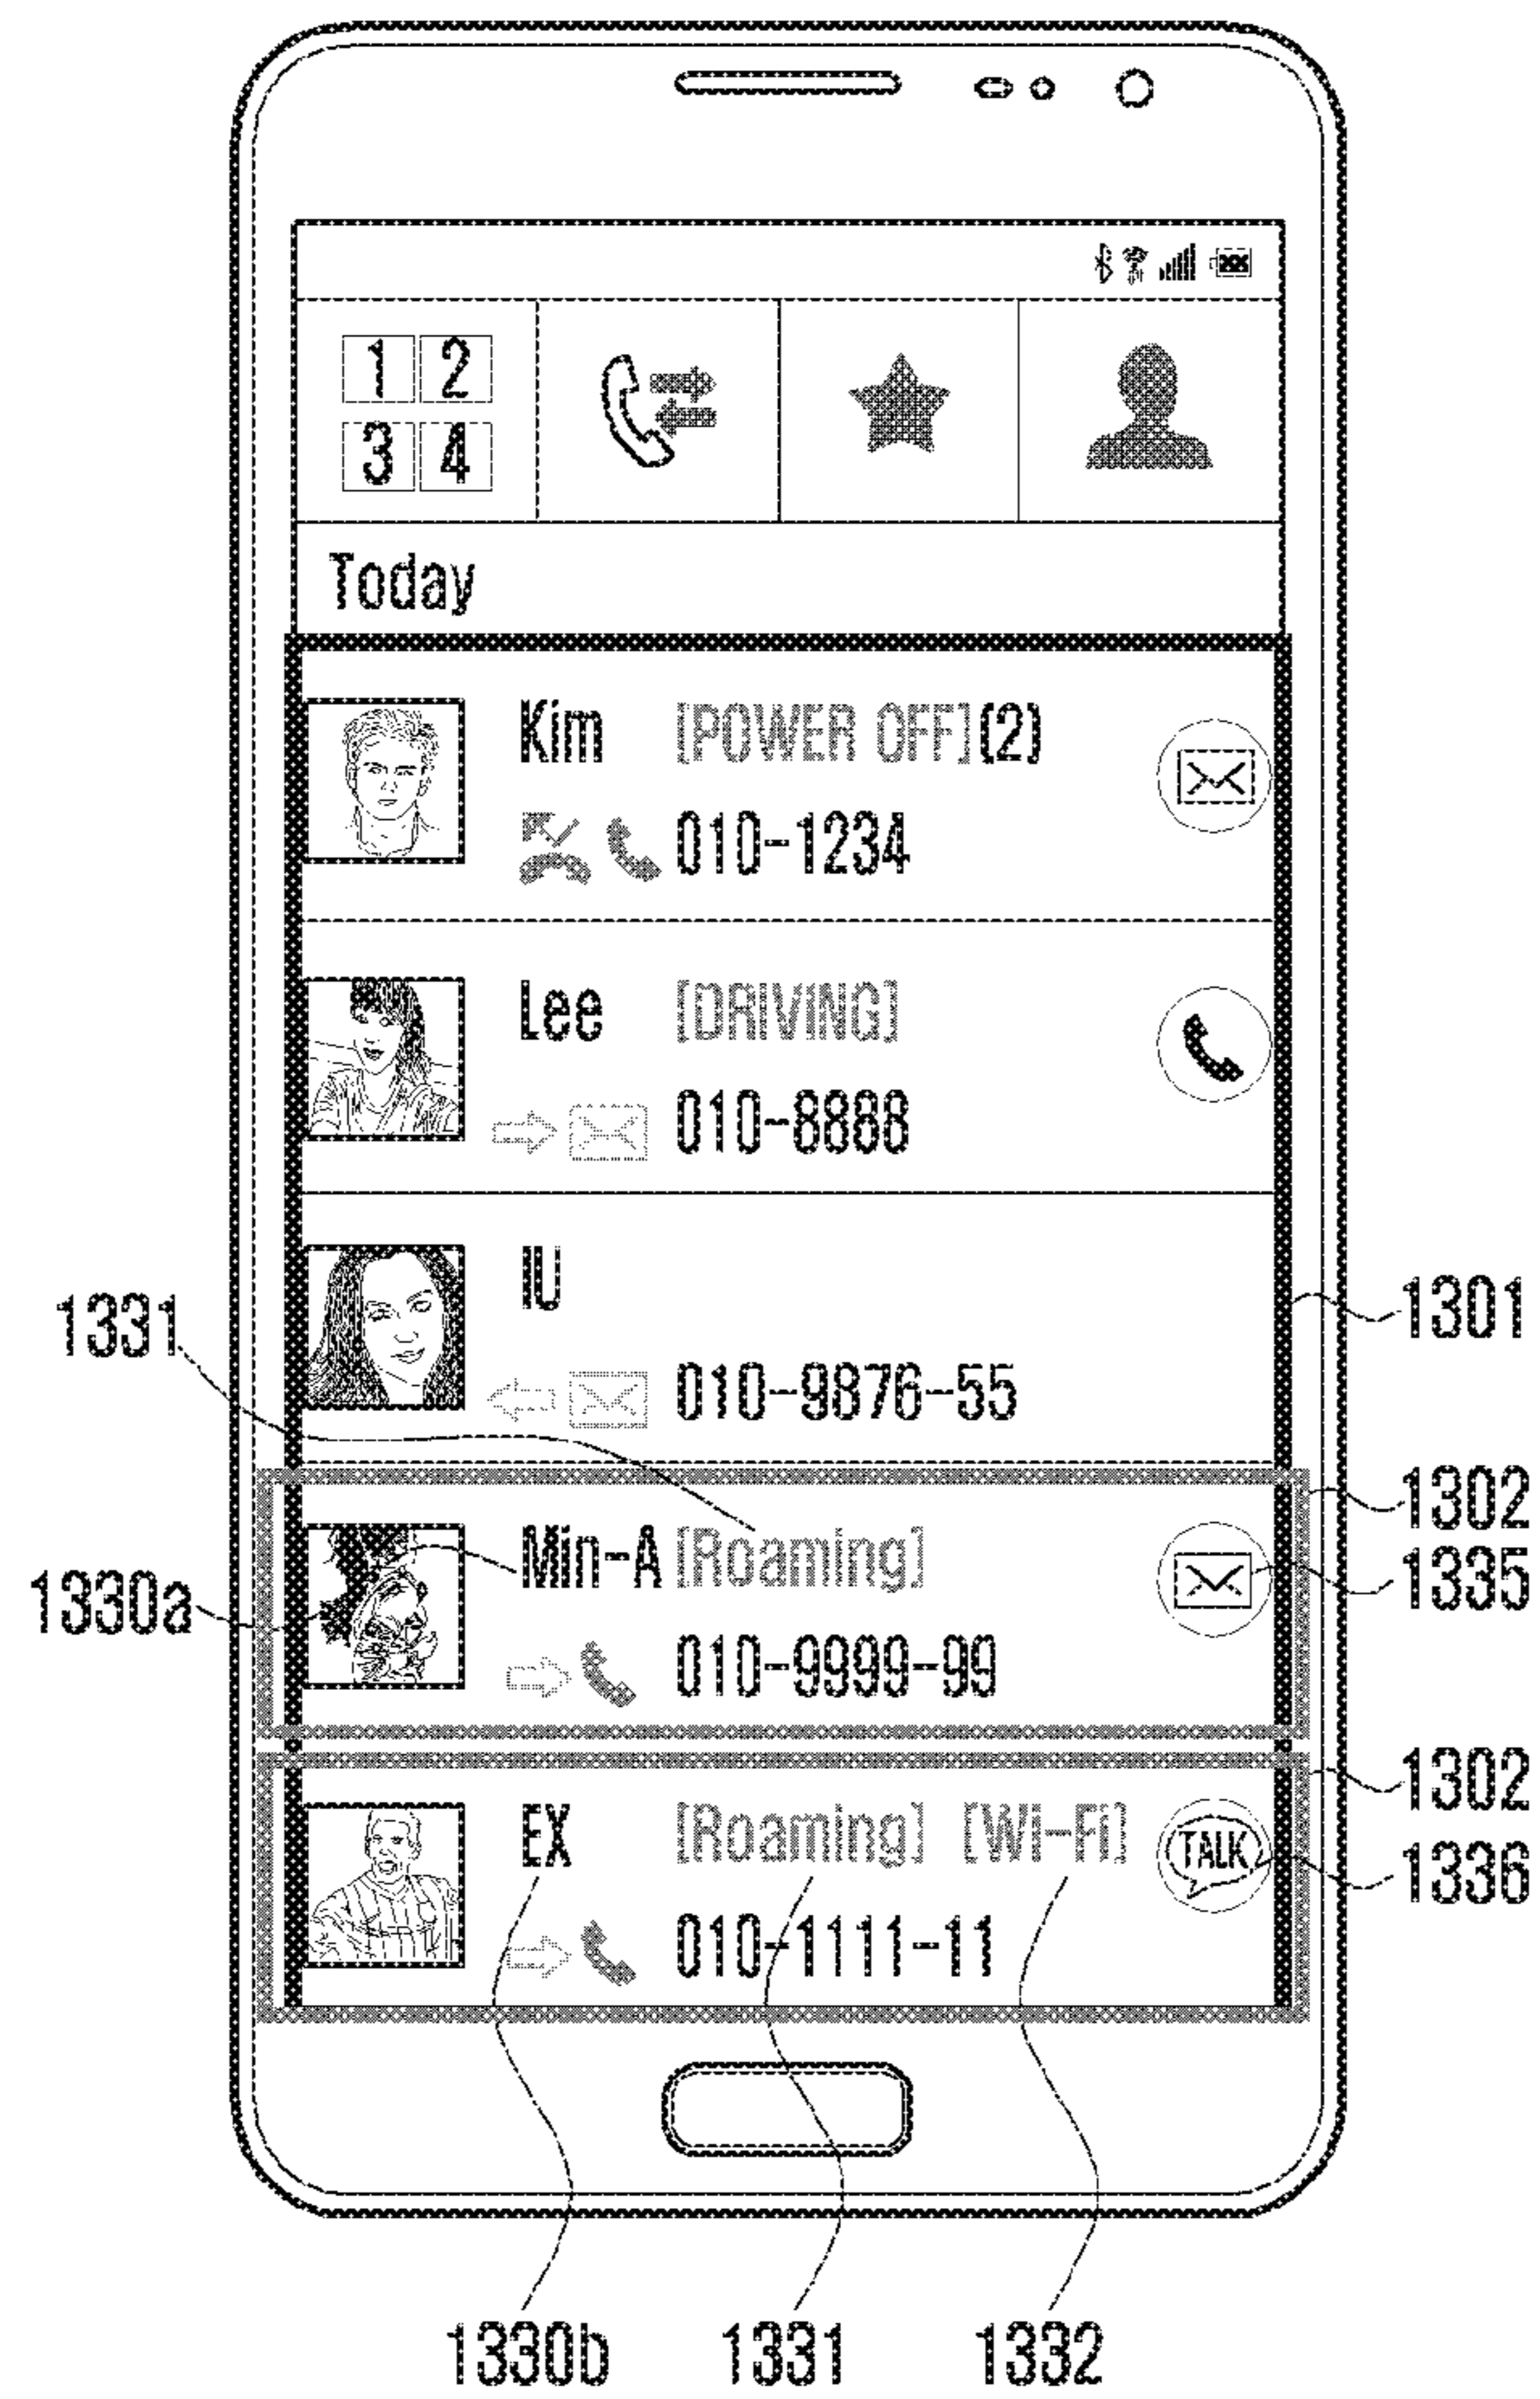 1 2
3 4
Today
Kim [POWER OFF](2)
010-1234
Lee [DRIVING]
010-8888
IU
1331
1301
010-9876-55
1302
Min-A [Roaming]
1330a
1335
010-9999-99
1302
EX [Roaming] [Wi-Fi] TALK
1336
010-1111-11
1330b 1331 1332